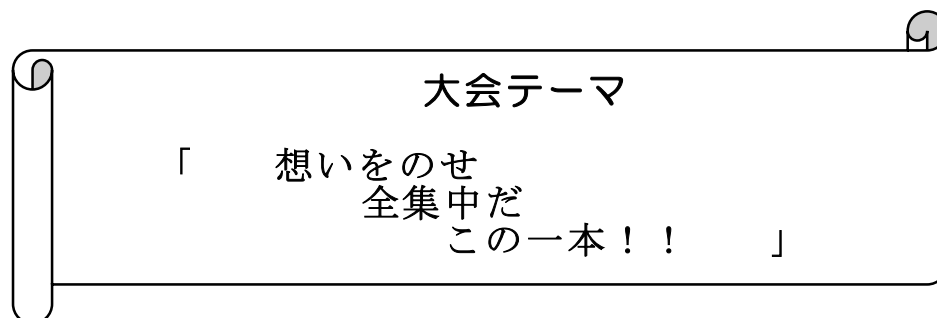 大会テーマ
「　　想いをのせ
全集中だ
この一本！！　　」